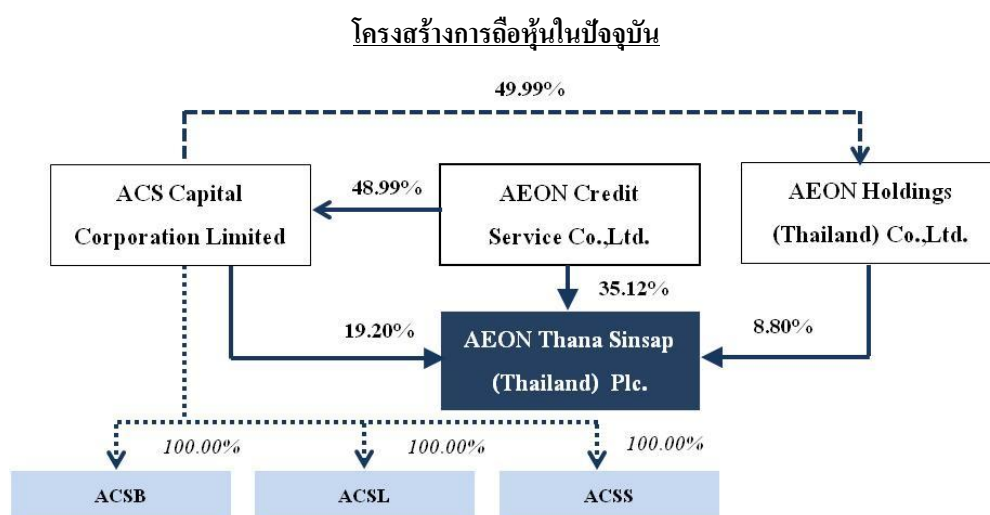 โครงสร้างการถือหุ้นในปัจจุบัน
49.99%
ACS Capital
Corporation Limited
48.99%
AEON Credit
Service Co.,Ltd.
AEON Holdings
(Thailand) Co.,Ltd.
35.12%
19.20%
AEON Thana Sinsap
(Thailand) Plc.
8.80%
100.00%
100.00%
100.00%
ACSB
ACSL
ACSS